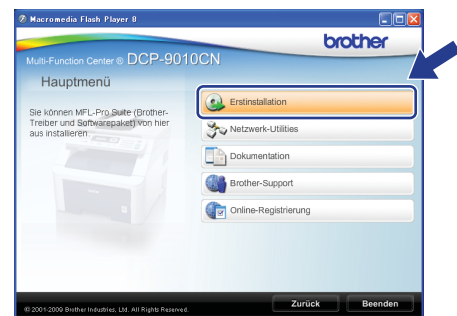 Macromedia Flash Player 8
brother
Multi-Function Center ® DCP-9010CN
Hauptmenü
Sie können MFL-Pro Suite (Brother-
Treiber und Softwarepaket) von hier
aus installieren.
Erstinstallation
Netzwerk-Utilities
Dokumentation
Brother-Support
Online-Registrierung
© 2001-2009 Brother Industries, Ltd. All Rights Reserved.
Zurück
Beenden